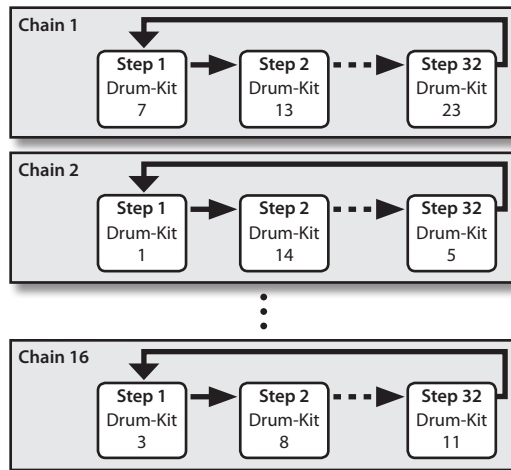 Chain 1
Step 1
Drum-Kit
7
Step 2
Drum-Kit
13
Step 32
Drum-Kit
23
Chain 2
Step 1
Drum-Kit
1
Step 2
Drum-Kit
14
Step 32
Drum-Kit
5
Chain 16
Step 1
Drum-Kit
3
Step 2
Drum-Kit
8
Step 32
Drum-Kit
11